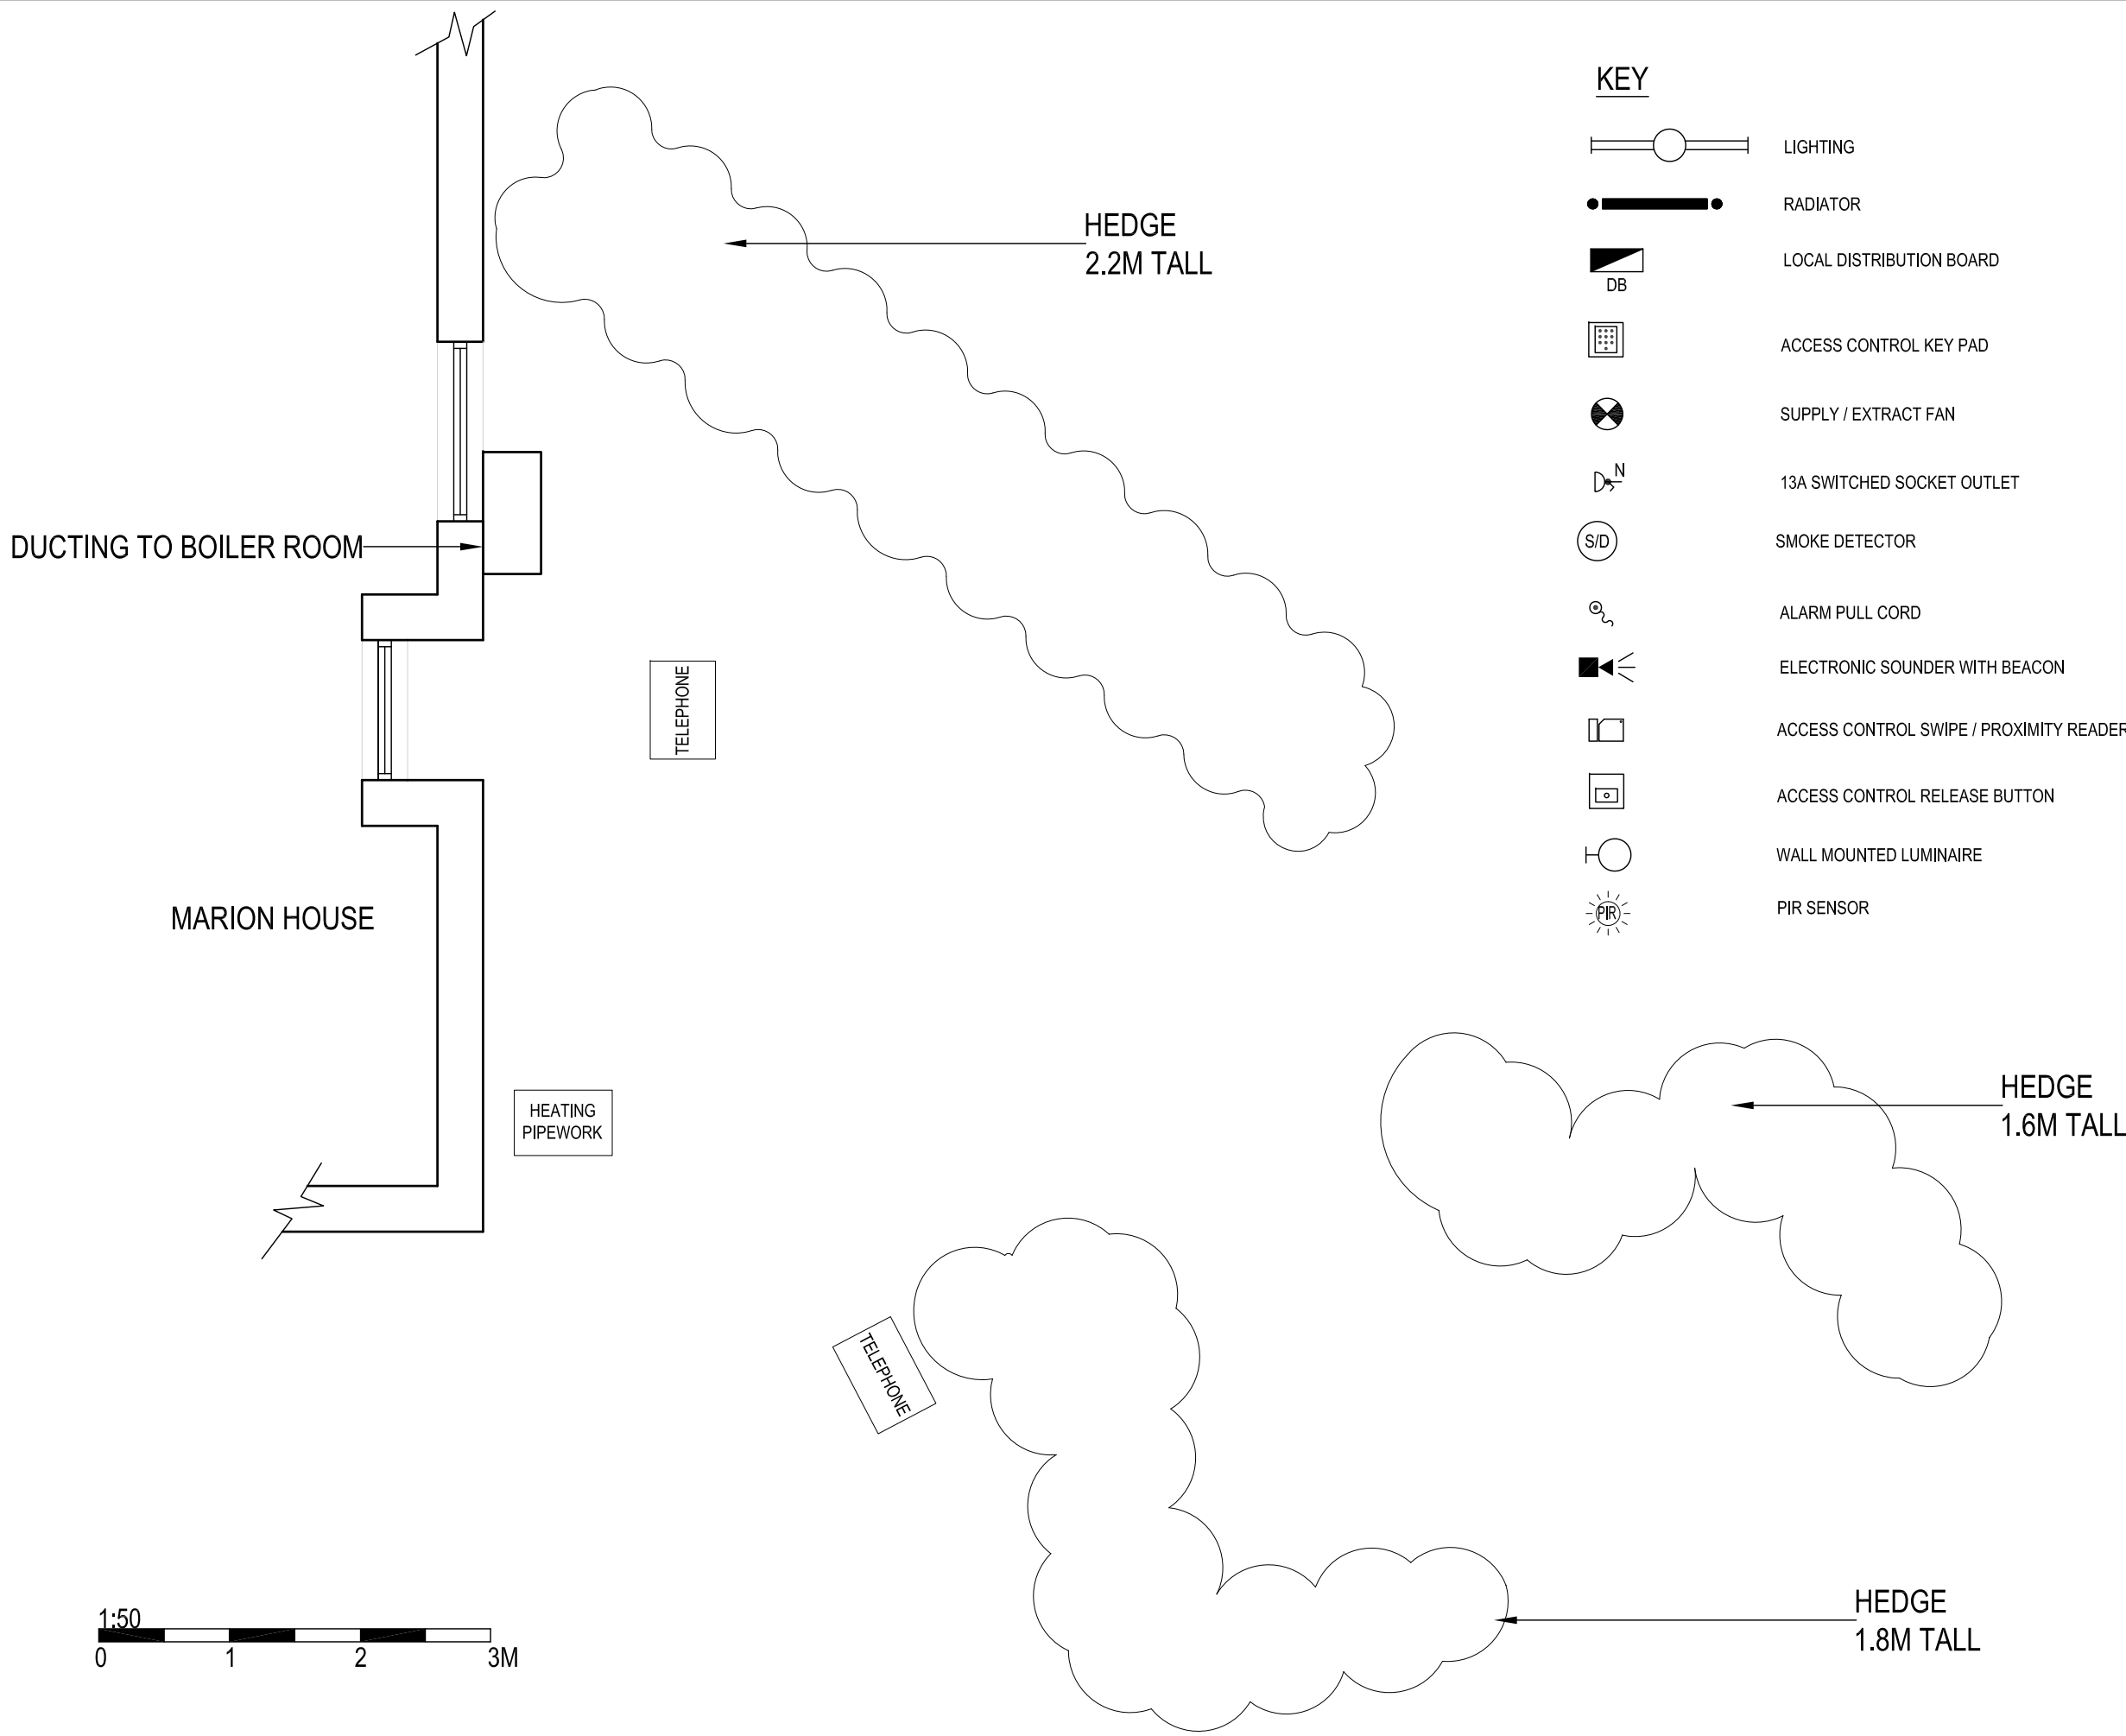 KEY
LIGHTING
RADIATOR
LOCAL DISTRIBUTION BOARD
DB
ACCESS CONTROL KEY PAD
SUPPLY / EXTRACT FAN
N
13A SWITCHED SOCKET OUTLET
S/D
SMOKE DETECTOR
ALARM PULL CORD
ELECTRONIC SOUNDER WITH BEACON
ACCESS CONTROL SWIPE / PROXIMITY READER
ACCESS CONTROL RELEASE BUTTON
WALL MOUNTED LUMINAIRE
PIR
PIR SENSOR
HEDGE
2.2M TALL
DUCTING TO BOILER ROOM
TELEPHONE
MARION HOUSE
HEATING
PIPEWORK
HEDGE
1.6M TALL
TELEPHONE
HEDGE
1.8M TALL
1:50
0 1 2 3M